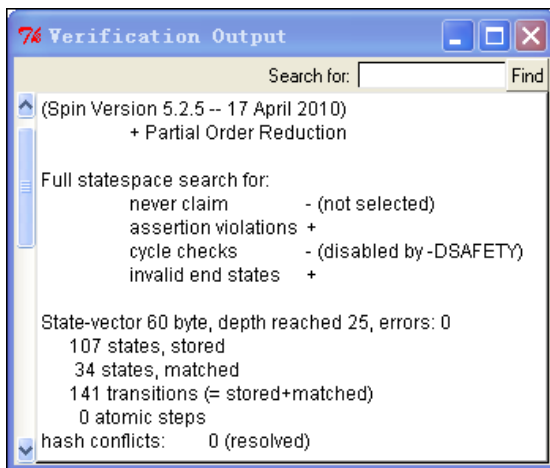 Verification Output
Search for: Find
(Spin Version 5.2.5 -- 17 April 2010)
+ Partial Order Reduction
Full statespace search for:
never claim - (not selected)
assertion violations +
cycle checks - (disabled by -DSAFETY)
invalid end states +
State-vector 60 byte, depth reached 25, errors: 0
107 states, stored
34 states, matched
141 transitions (= stored+matched)
0 atomic steps
hash conflicts: 0 (resolved)